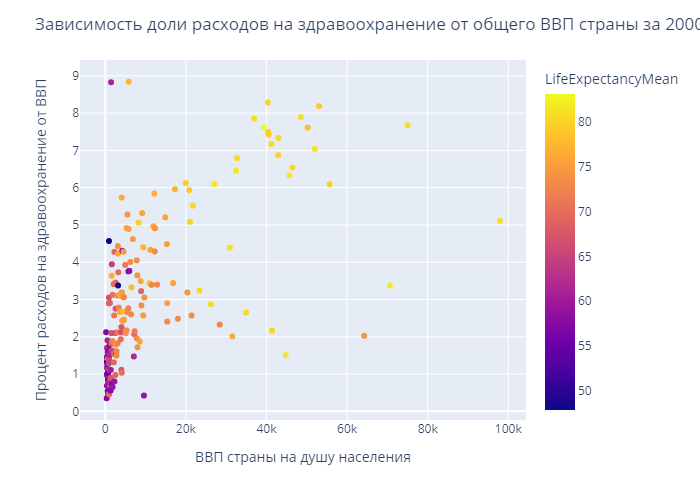 Зависимость доли расходов на здравоохранение от общего ВВП страны за 2000
LifeExpectancyMean
Процент расходов на здравоохранение от ВВП
9
8
7
6
5
4
3
2
1
0
80
75
70
65
60
55
50
0
20k
40k
60k
80k
100k
ВВП страны на душу населения